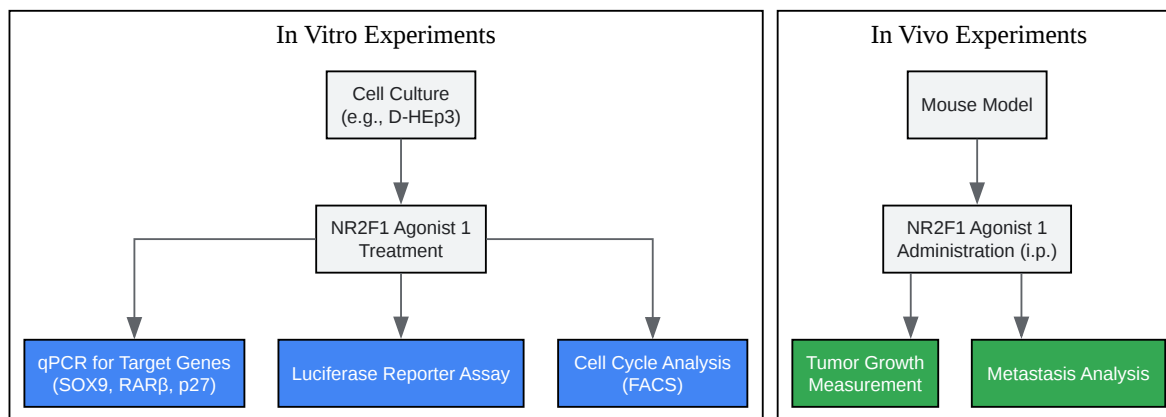 In Vitro Experiments
Cell Culture
(e.g., D-HEp3)
NR2F1 Agonist 1
Treatment
qPCR for Target Genes
(SOX9, RARβ, p27)
Luciferase Reporter Assay
Cell Cycle Analysis
(FACS)
In Vivo Experiments
Mouse Model
NR2F1 Agonist 1
Administration (i.p.)
Tumor Growth
Measurement
Metastasis Analysis